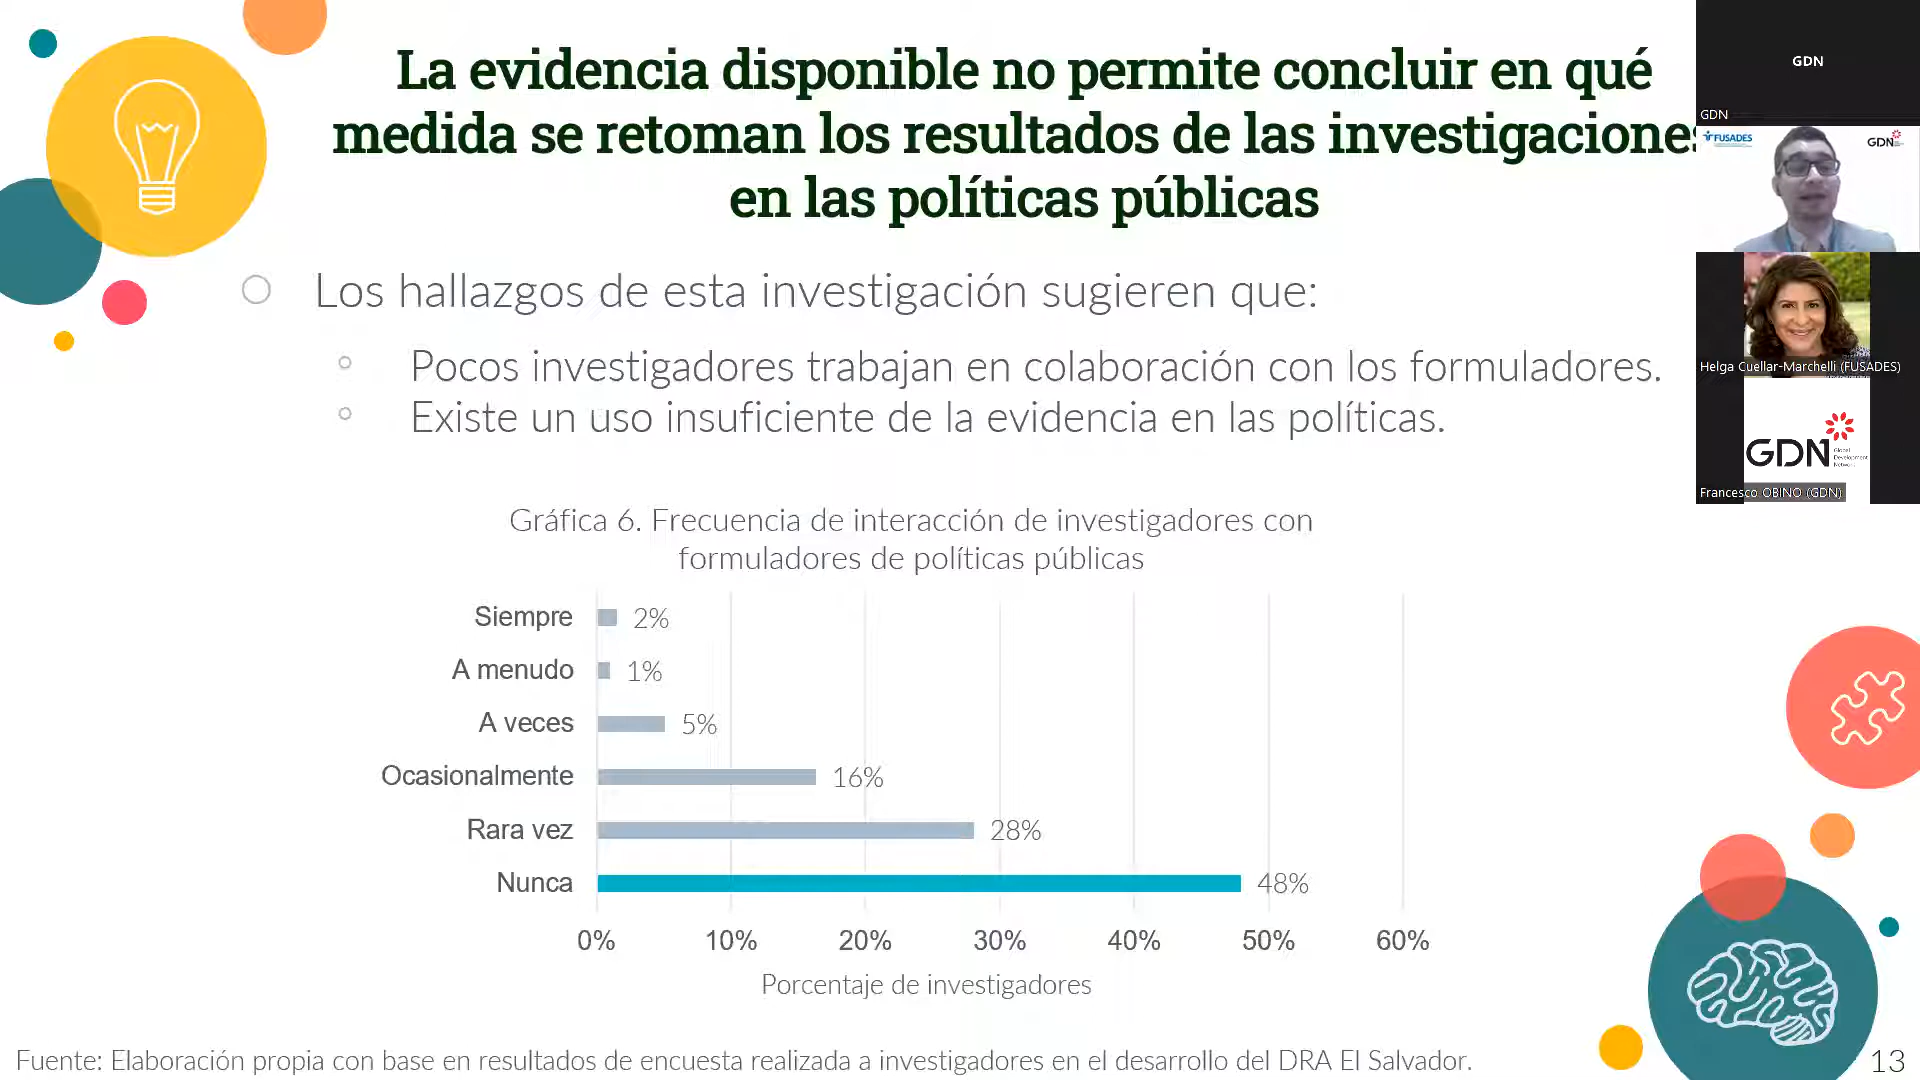 La evidencia disponible no permite concluir en qué
medida se retoman los resultados de las investigaciones
en las políticas públicas
Los hallazgos de esta investigación sugieren que:
Pocos investigadores trabajan en colaboración con los formuladores.
Existe un uso insuficiente de la evidencia en las políticas.
Gráfica 6. Frecuencia de interacción de investigadores con
formuladores de políticas públicas
Siempre 2%
A menudo 1%
A veces 5%
Ocasionalmente 16%
Rara vez 28%
Nunca 48%
0% 10% 20% 30% 40% 50% 60%
Porcentaje de investigadores
Fuente: Elaboración propia con base en resultados de encuesta realizada a investigadores en el desarrollo del DRA El Salvador.
13
GDN
GDN
FUSADES
GDN
Helga Cuellar-Marchelli (FUSADES)
GDN
Global
Development
Network
Francesco OBINO (GDN)